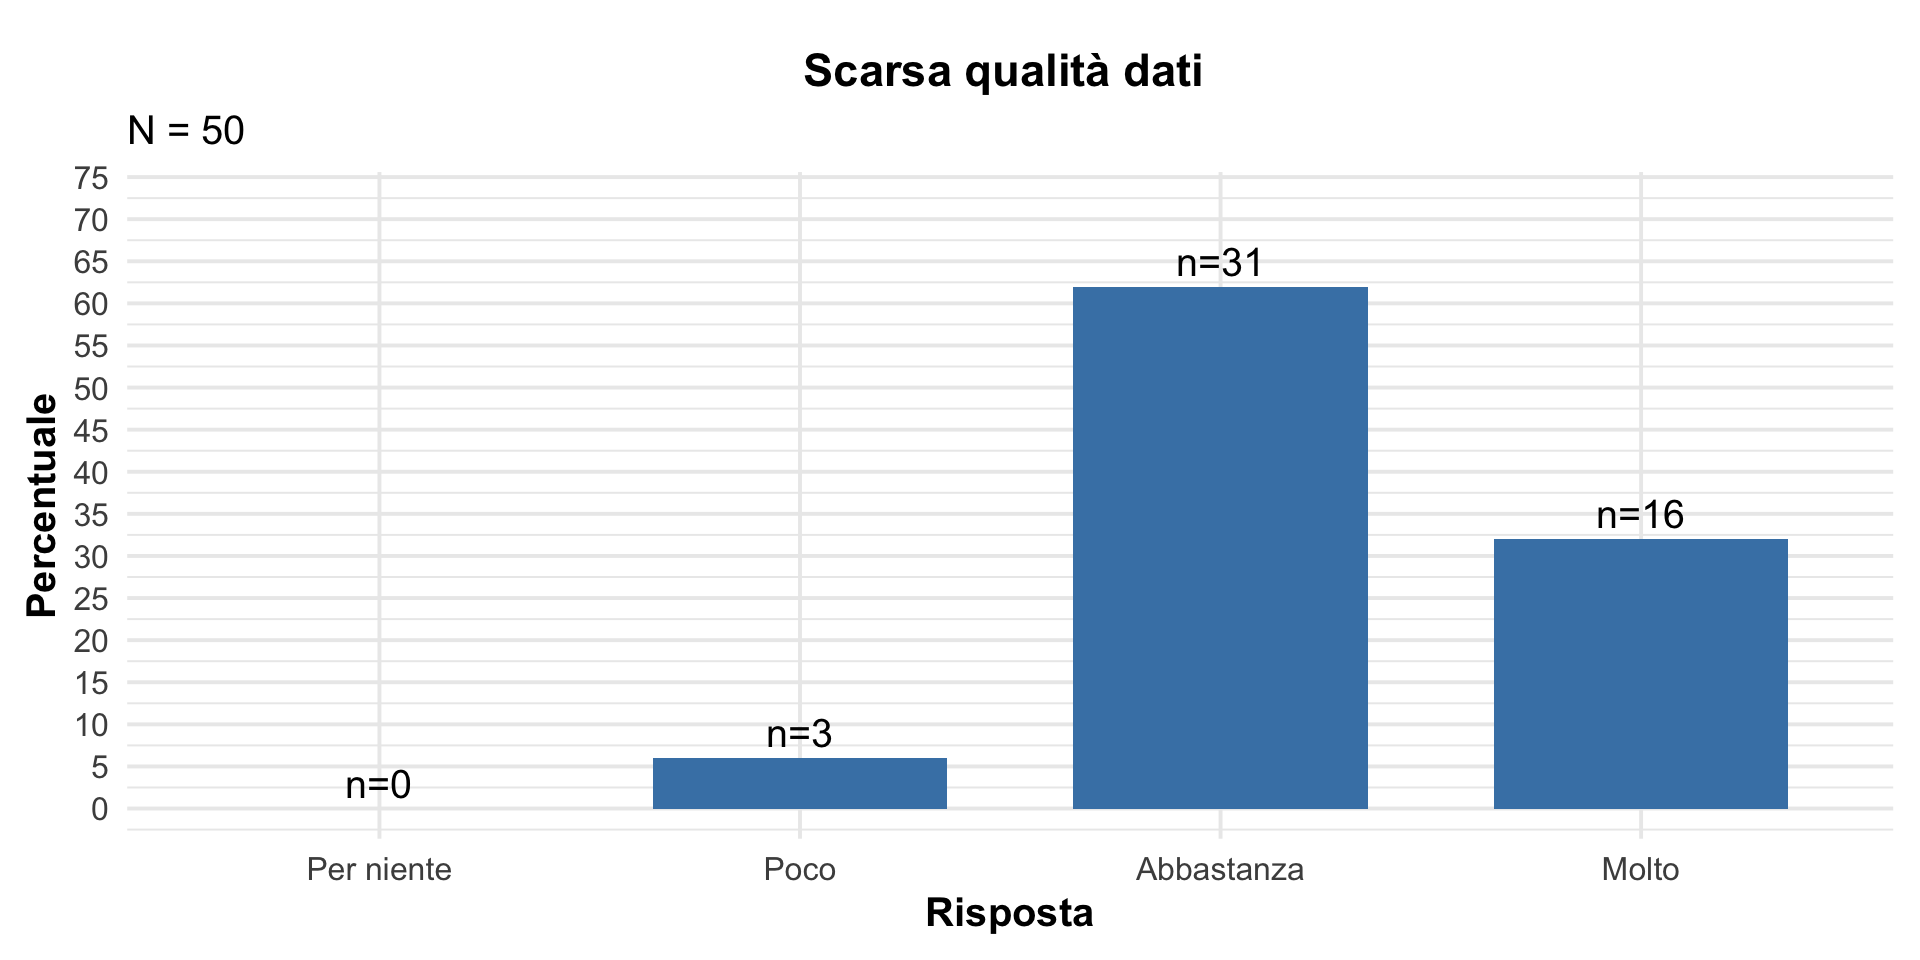 Scarsa qualità dati
N = 50
75
70
65
60
55
50
45
40
35
30
25
20
15
10
5
0
Percentuale
n=0
n=3
n=31
n=16
Per niente
Poco
Abbastanza
Molto
Risposta